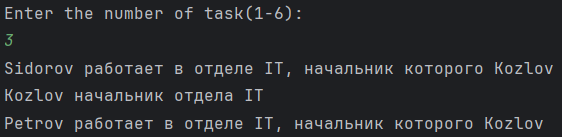 Enter the number of task(1-6):
3
Sidorov работает в отделе IT, начальник которого Kozlov
Kozlov начальник отдела IT
Petrov работает в отделе IT, начальник которого Kozlov